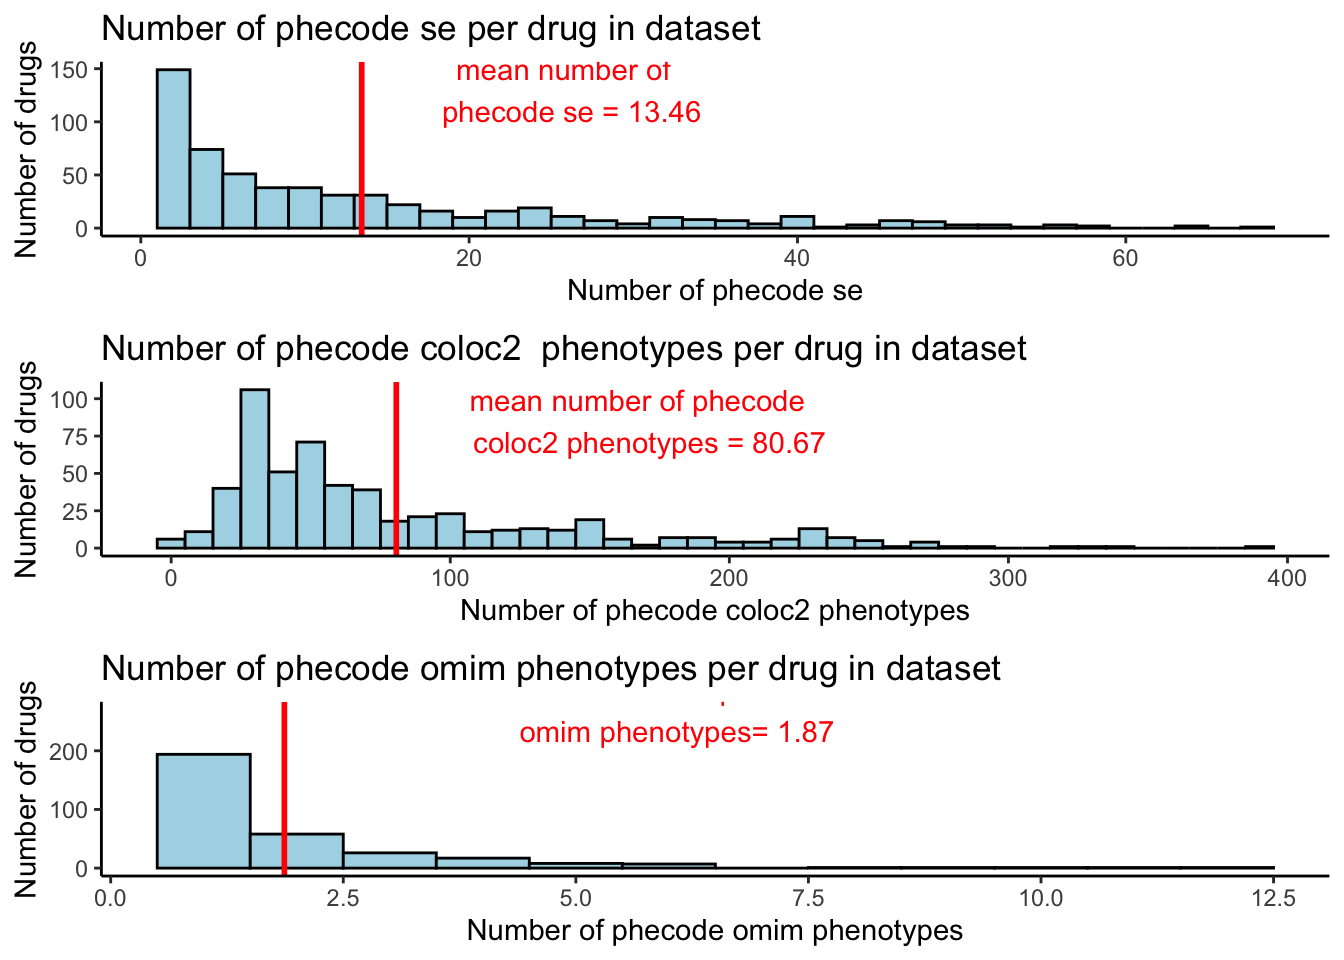 Number of phecode se per drug in dataset
mean number of
phecode se = 13.46
Number of drugs
150
100
50
0
0 20 40 60
Number of phecode se
Number of phecode coloc2  phenotypes per drug in dataset
mean number of phecode
coloc2 phenotypes = 80.67
Number of drugs
100
75
50
25
0
0 100 200 300 400
Number of phecode coloc2 phenotypes
Number of phecode omim phenotypes per drug in dataset
omim phenotypes= 1.87
Number of drugs
200
100
0
0.0 2.5 5.0 7.5 10.0 12.5
Number of phecode omim phenotypes